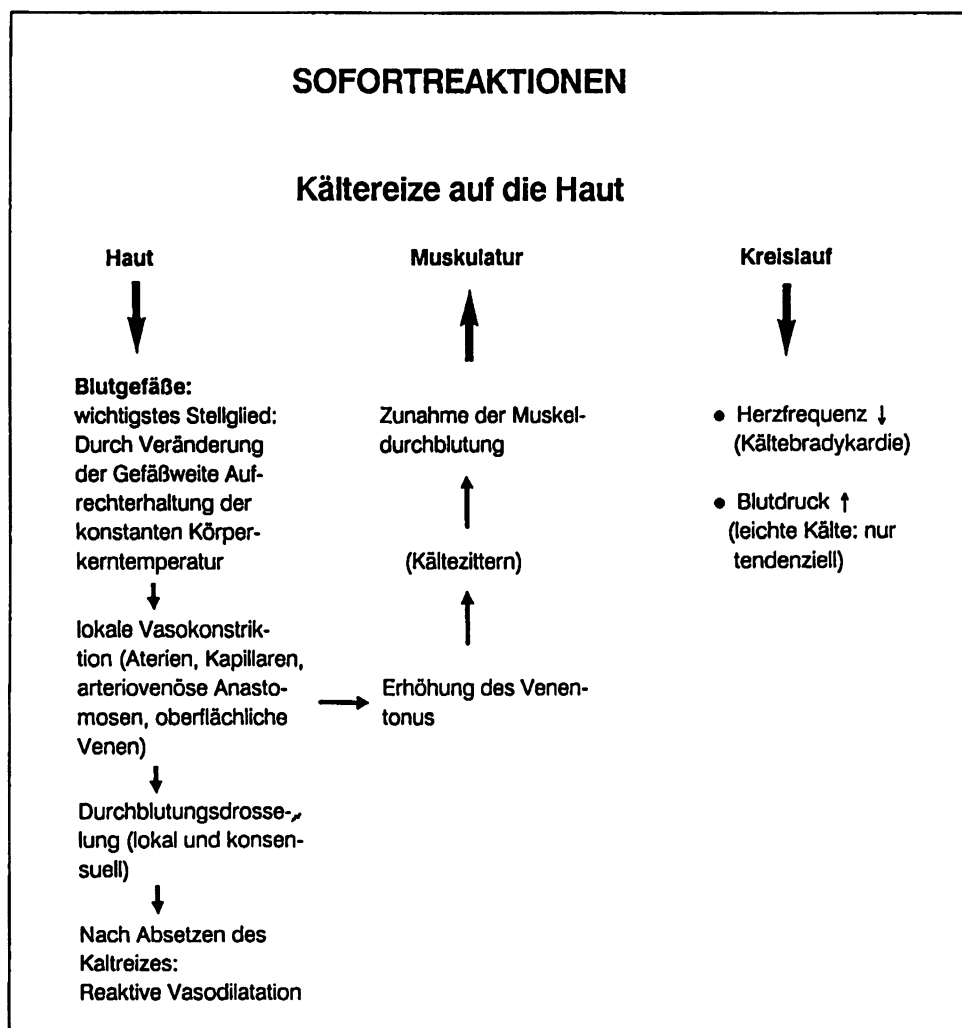 SOFORTREAKTIONEN
Kältereize auf die Haut
Haut
Blutgefäße:
wichtigstes Stellglied:
Durch Veränderung
der Gefäßweite Auf-
rechterhaltung der
konstanten Körper-
kerntemperatur
lokale Vasokonstrik-
tion (Aterien, Kapillaren,
arteriovenöse Anasto-
mosen, oberflächliche
Venen)
Durchblutungsdrosse-
lung (lokal und konsen-
suell)
Nach Absetzen des
Kaltreizes:
Reaktive Vasodilatation
Muskulatur
Zunahme der Muskel-
durchblutung
(Kältezittern)
Erhöhung des Venen-
tonus
Kreislauf
● Herzfrequenz ↓
(Kältebradykardie)
● Blutdruck ↑
(leichte Kälte: nur
tendenziell)